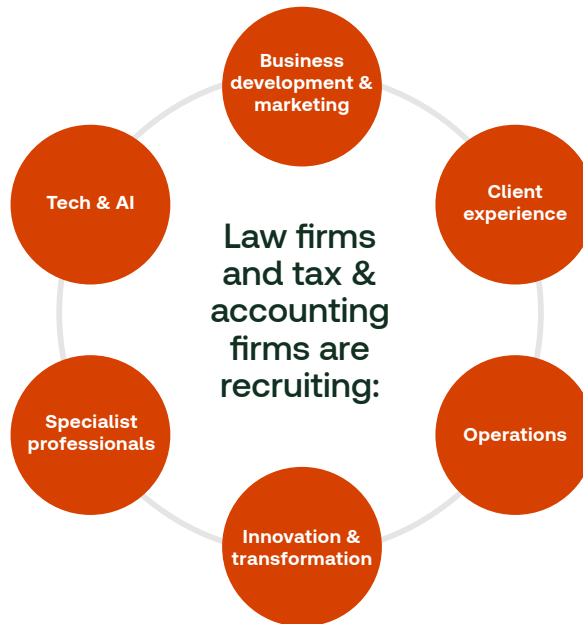 Business
development &
marketing
Client
experience
Operations
Innovation &
transformation
Specialist
professionals
Tech & AI
Law firms
and tax &
accounting
firms are
recruiting: